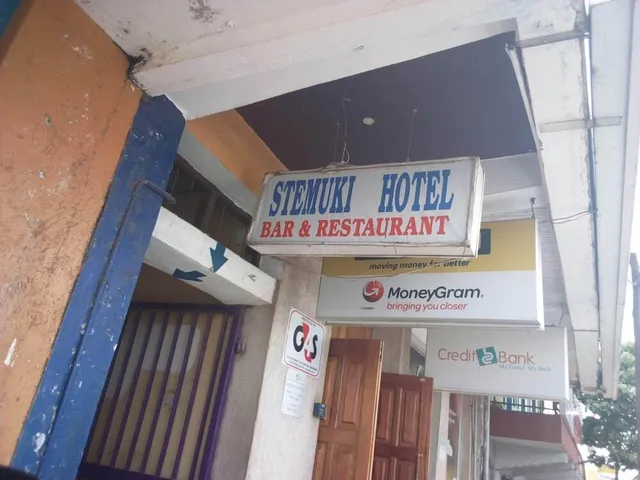 STEMUKI HOTEL
BAR & RESTAURANT
moving money for better
MoneyGram
bringing you closer
G4S
Credit Bank